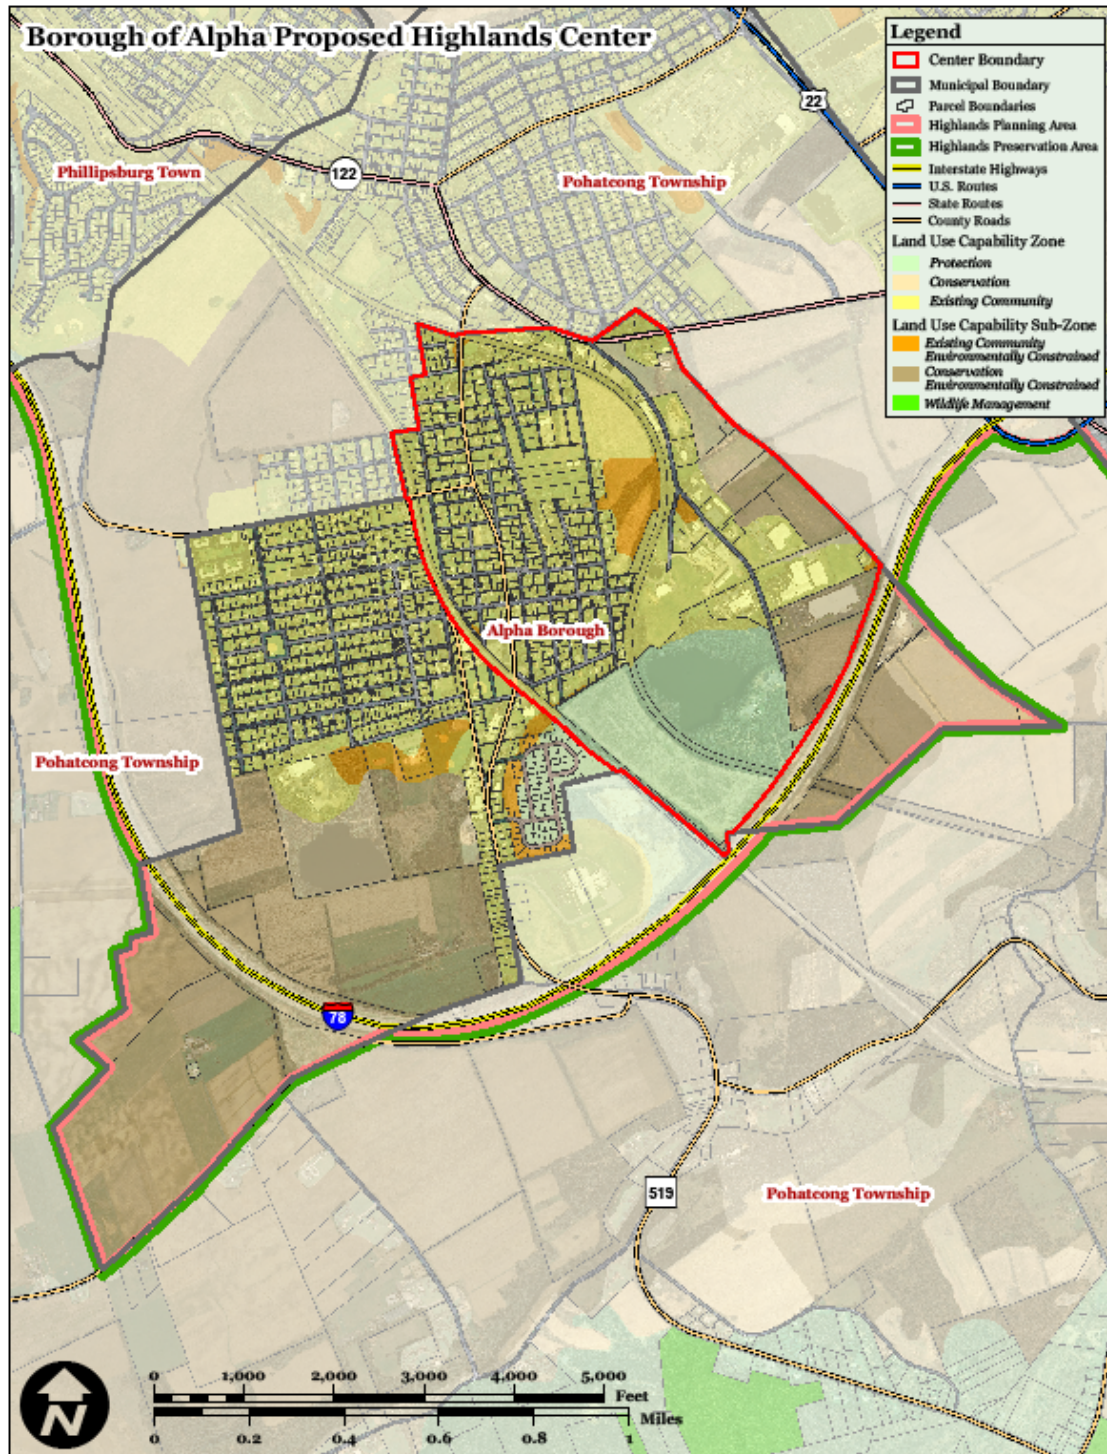 Borough of Alpha Proposed Highlands Center
Legend
Center Boundary
Municipal Boundary
Parcel Boundaries
Highlands Planning Area
Highlands Preservation Area
Interstate Highways
U.S. Routes
State Routes
County Roads
Land Use Capability Zone
Protection
Conservation
Existing Community
Land Use Capability Sub-Zone
Existing Community
Environmentally Constrained
Conservation
Environmentally Constrained
Wildlife Management
22
Phillipsburg Town
122
Pohatcong Township
Alpha Borough
Pohatcong Township
78
519
Pohatcong Township
N
0 1,000 2,000 3,000 4,000 5,000
Feet
Miles
0 0.2 0.4 0.6 0.8 1